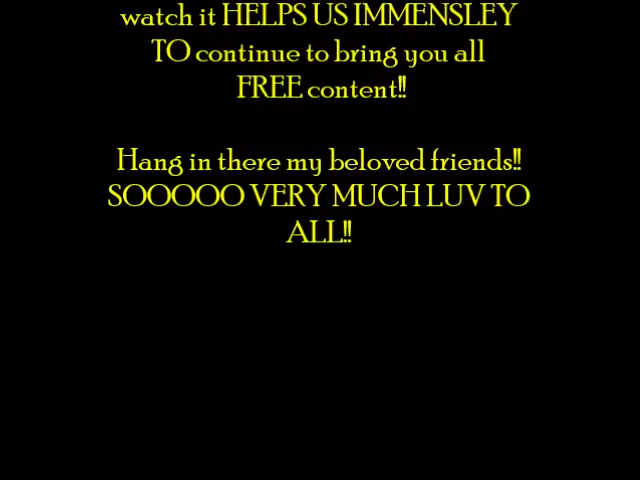 watch it HELPS US IMMENSLEY
TO continue to bring you all
FREE content!!
Hang in there my beloved friends!!
SOOOOO VERY MUCH LUV TO
ALL!!